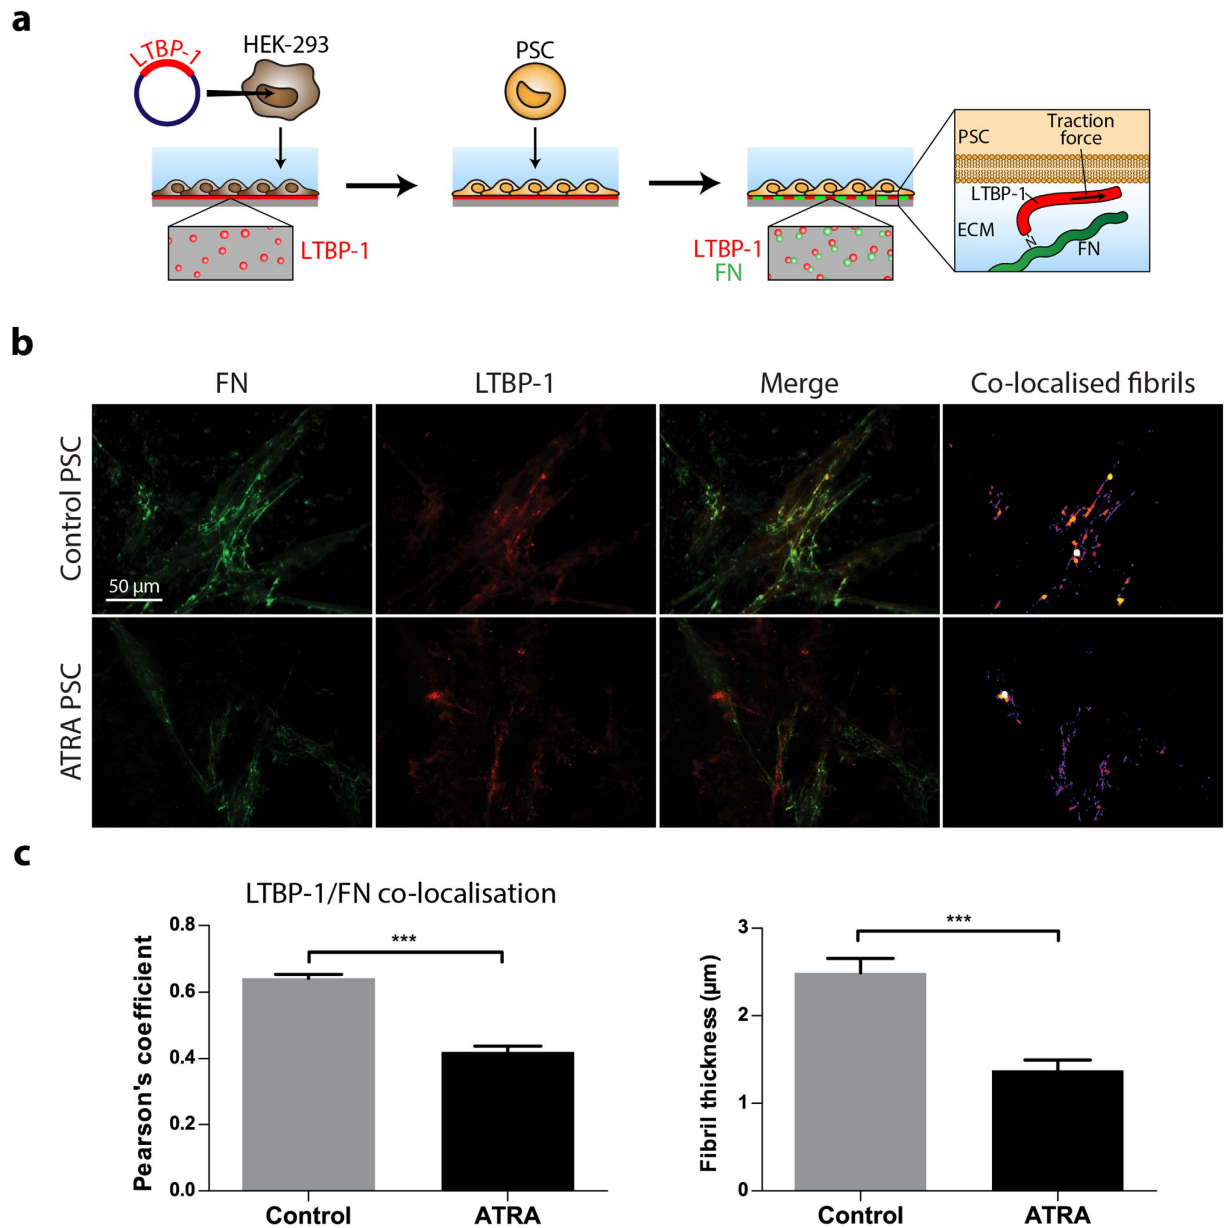 a
LTBP-1
HEK-293
PSC
LTBP-1
LTBP-1
FN
PSC
Traction
force
LTBP-1
ECM
N
FN
b
FN
LTBP-1
Merge
Co-localised fibrils
Control PSC
50 µm
ATRA PSC
c
LTBP-1/FN co-localisation
Pearson's coefficient
0.8
0.6
0.4
0.2
0.0
***
Control
ATRA
Fibril thickness (µm)
3
2
1
0
***
Control
ATRA